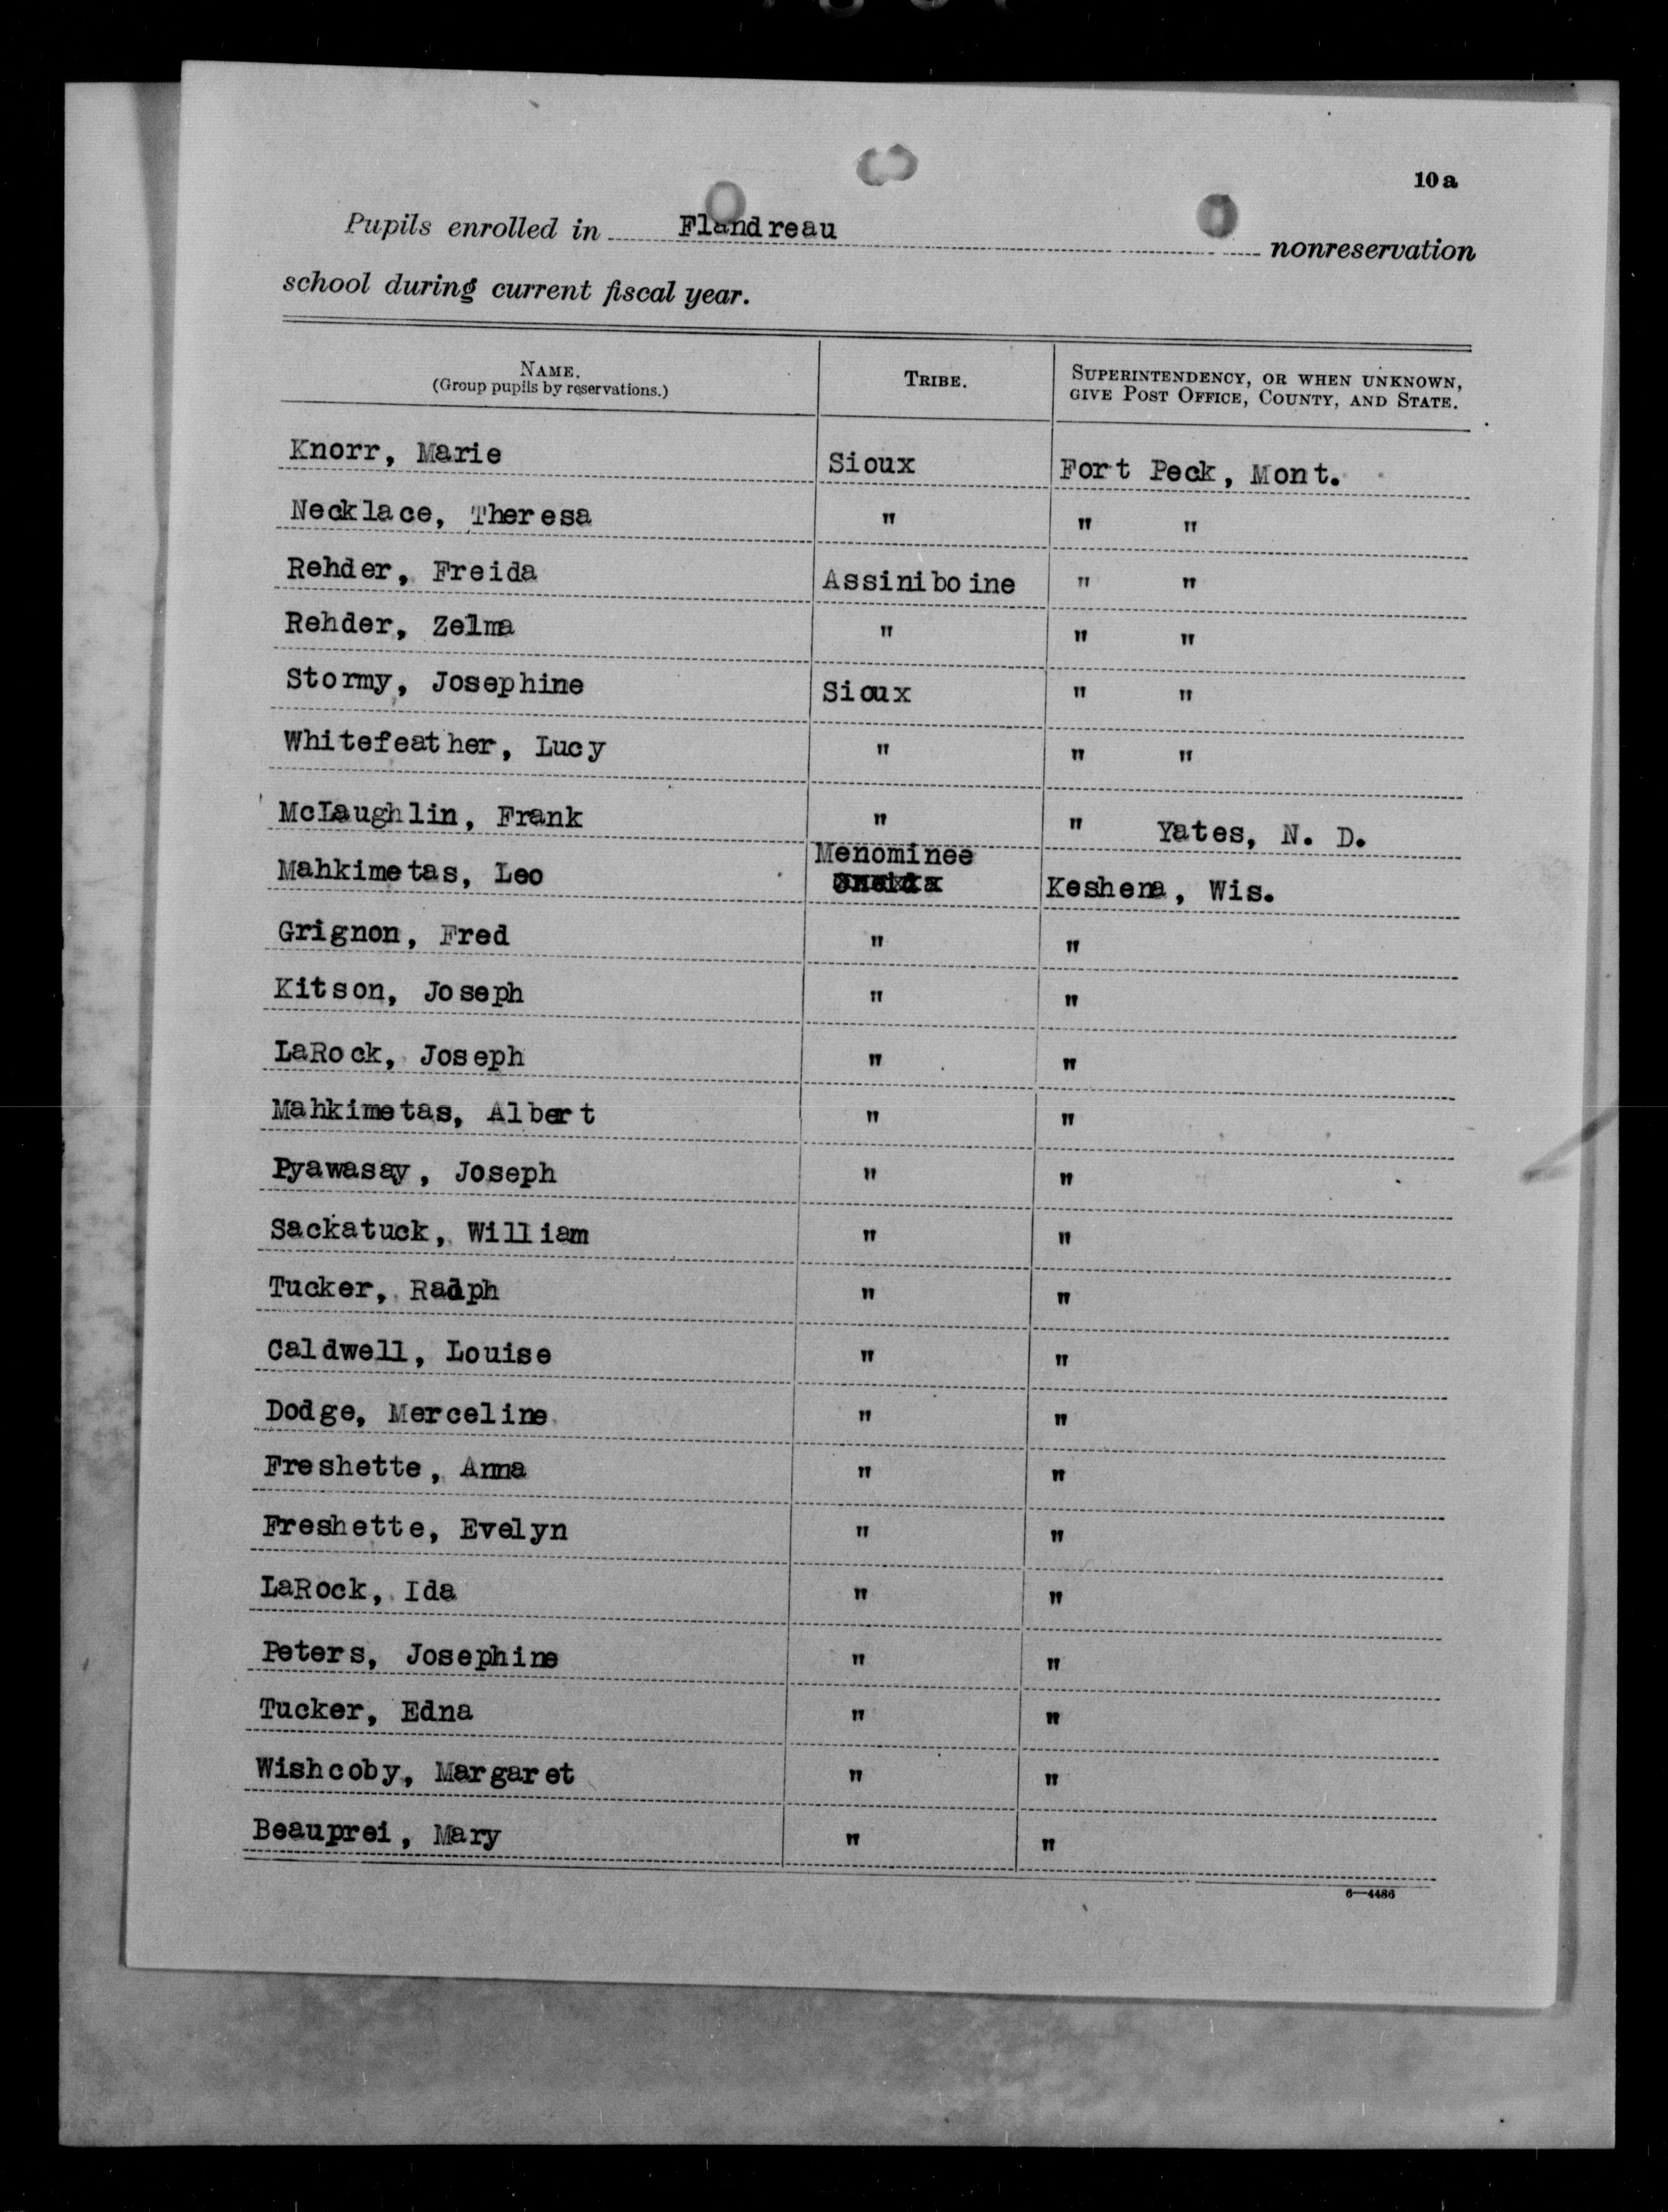 10a
Pupils enrolled in Flandreau nonreservation
school during current fiscal year.
NAME. (Group pupils by reservations.) TRIBE. SUPERINTENDENCY, OR WHEN UNKNOWN, GIVE POST OFFICE, COUNTY, AND STATE.
Knorr, Marie Sioux Fort Peck, Mont.
Necklace, Theresa " " "
Rehder, Freida Assiniboine " "
Rehder, Zelma " " "
Stormy, Josephine Sioux " "
Whitefeather, Lucy " " "
McLaughlin, Frank " " Yates, N. D.
Menominee
Mahkimetas, Leo Oneida Keshena, Wis.
Grignon, Fred " "
Kitson, Joseph " "
LaRock, Joseph " "
Mahkimetas, Albert " "
Pyawasay, Joseph " "
Sackatuck, William " "
Tucker, Ralph " "
Caldwell, Louise " "
Dodge, Merceline " "
Freshette, Anna " "
Freshette, Evelyn " "
LaRock, Ida " "
Peters, Josephine " "
Tucker, Edna " "
Wishcoby, Margaret " "
Beauprei, Mary " "
6—4486